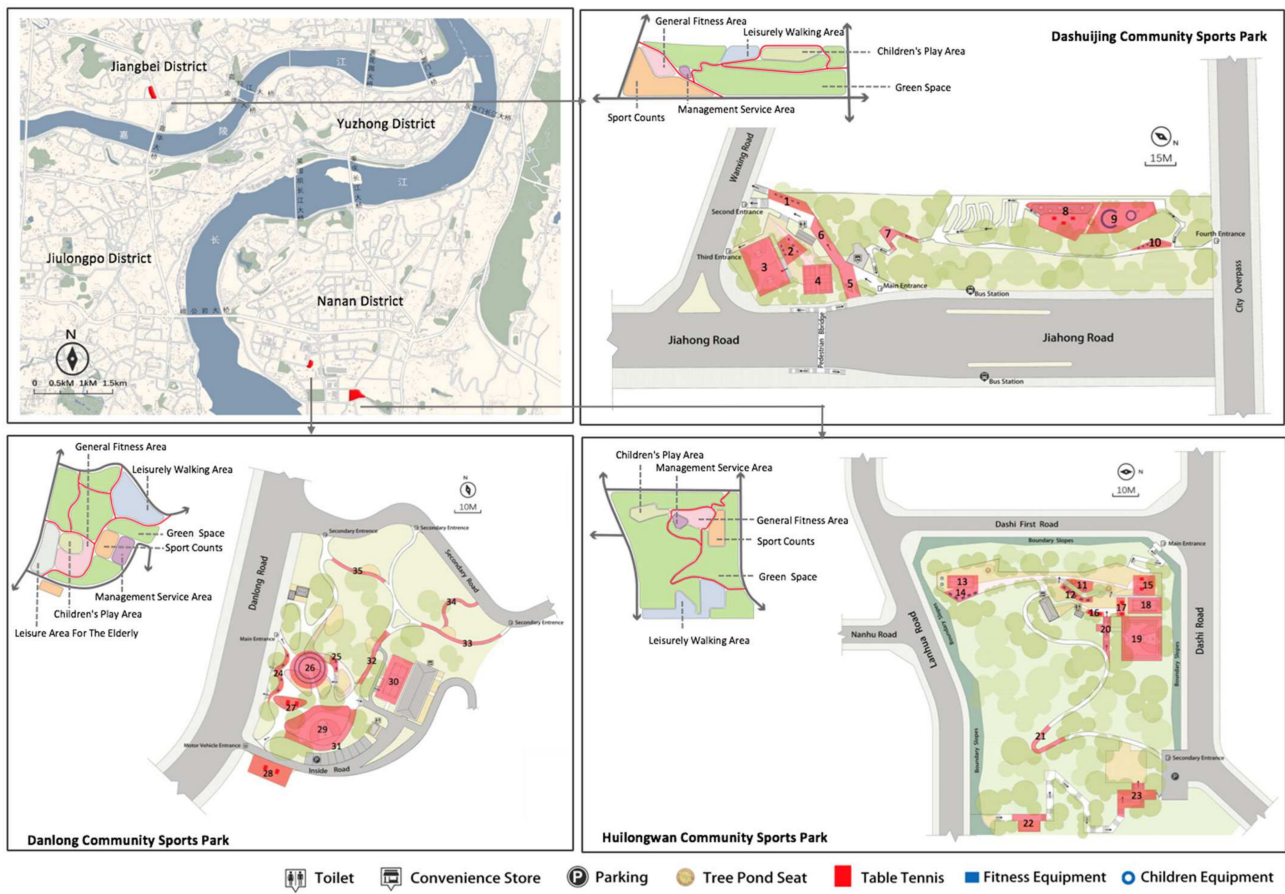 Jiangbei District
Yuzhong District
Jiulongpo District
Nanan District
嘉
陵
江
长
江
N
0 0.5kM 1kM 1.5km
General Fitness Area
Leisurely Walking Area
Children's Play Area
Green Space
Management Service Area
Sport Counts
Dashuijing Community Sports Park
N
15M
Wanxing Road
Second Entrance
Third Entrance
Main Entrance
Fourth Entrance
Bus Station
1
2
3
4
5
6
7
8
9
10
Jiahong Road
Pedestrian Bbridge
Jiahong Road
Bus Station
City Overpass
General Fitness Area
Leisurely Walking Area
Green Space
Sport Counts
Management Service Area
Children's Play Area
Leisure Area For The Elderly
N
10M
Secondary Entrance
Secondary Entrence
Secondary Road
Secondary Entrance
Danlong Road
Main Entrance
Motor Vehicle Entrance
Inside Road
P
24
25
26
27
28
29
30
31
32
33
34
35
Danlong Community Sports Park
Children's Play Area
Management Service Area
General Fitness Area
Sport Counts
Green Space
Leisurely Walking Area
N
10M
Dashi First Road
Boundary Slopes
Main Entrance
Lanhua Road
Boundary Slopes
Nanhu Road
Dashi Road
Boundary Slopes
Boundary Slopes
Secondary Entrance
P
11
12
13
14
15
16
17
18
19
20
21
22
23
Huilongwan Community Sports Park
Toilet
Convenience Store
P Parking
Tree Pond Seat
Table Tennis
Fitness Equipment
Children Equipment